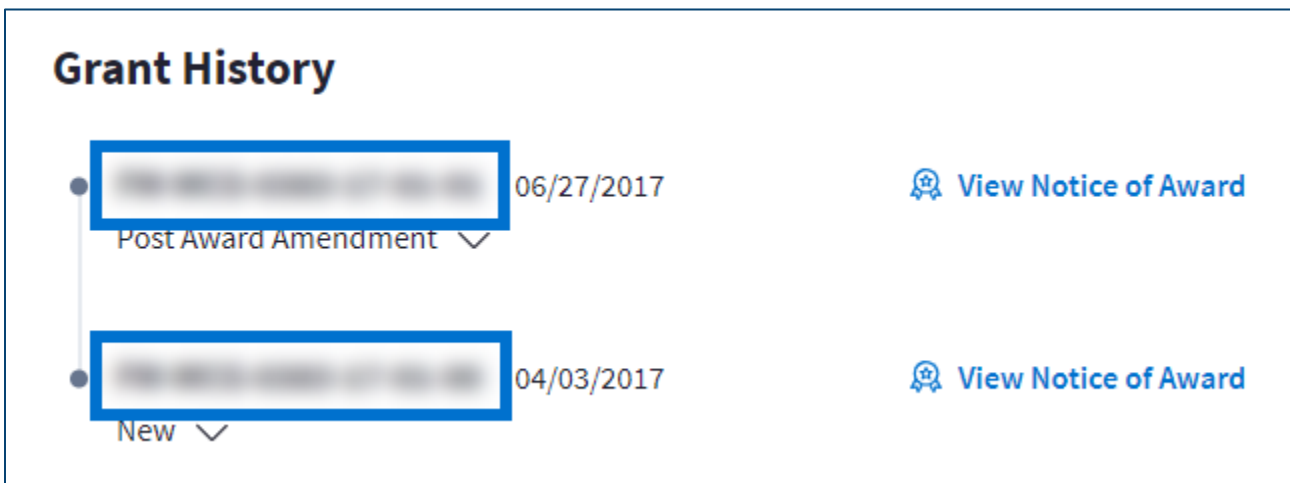 Grant History
06/27/2017 View Notice of Award
Post Award Amendment
04/03/2017 View Notice of Award
New